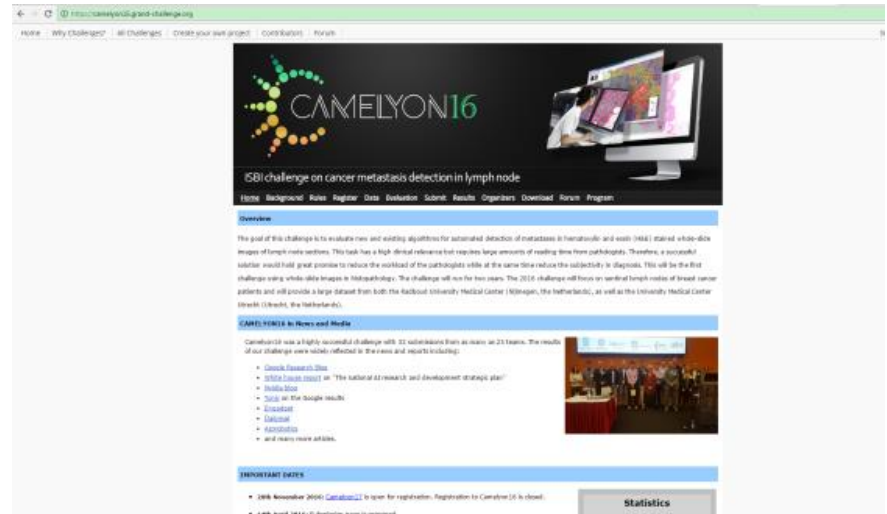 https://camelyon16.grand-challenge.org
Home Why Challenges? All Challenges Create your own project Contributors Forum
CAMELYON16
ISBI challenge on cancer metastasis detection in lymph node
Home Background Rules Register Data Evaluation Submit Results Organizers Download Forum Program
Overview
The goal of this challenge is to evaluate new and existing algorithms for automated detection of metastases in hematoxylin and eosin (H&E) stained whole-slide
images of lymph node sections. This task has a high clinical relevance but requires large amounts of reading time from pathologists. Therefore, a successful
solution would hold great promise to reduce the workload of the pathologists while at the same time reduce the subjectivity in diagnosis. This will be the first
challenge using whole-slide images in histopathology. The challenge will run for two years. The 2016 challenge will focus on sentinel lymph nodes of breast cancer
patients and will provide a large dataset from both the Radboud University Medical Center (Nijmegen, the Netherlands), as well as the University Medical Center
Utrecht (Utrecht, the Netherlands).
CAMELYON16 in News and Media
Camelyon16 was a highly successful challenge with 32 submissions from as many as 23 teams. The results
of our challenge were widely reflected in the news and reports including:
Google Research Blog
White house report on "The national AI research and development strategic plan"
Nvidia blog
on the Google results
and many more articles.
IMPORTANT DATES
20th November 2016: Camelyon17 is open for registration. Registration to Camelyon16 is closed.
Statistics